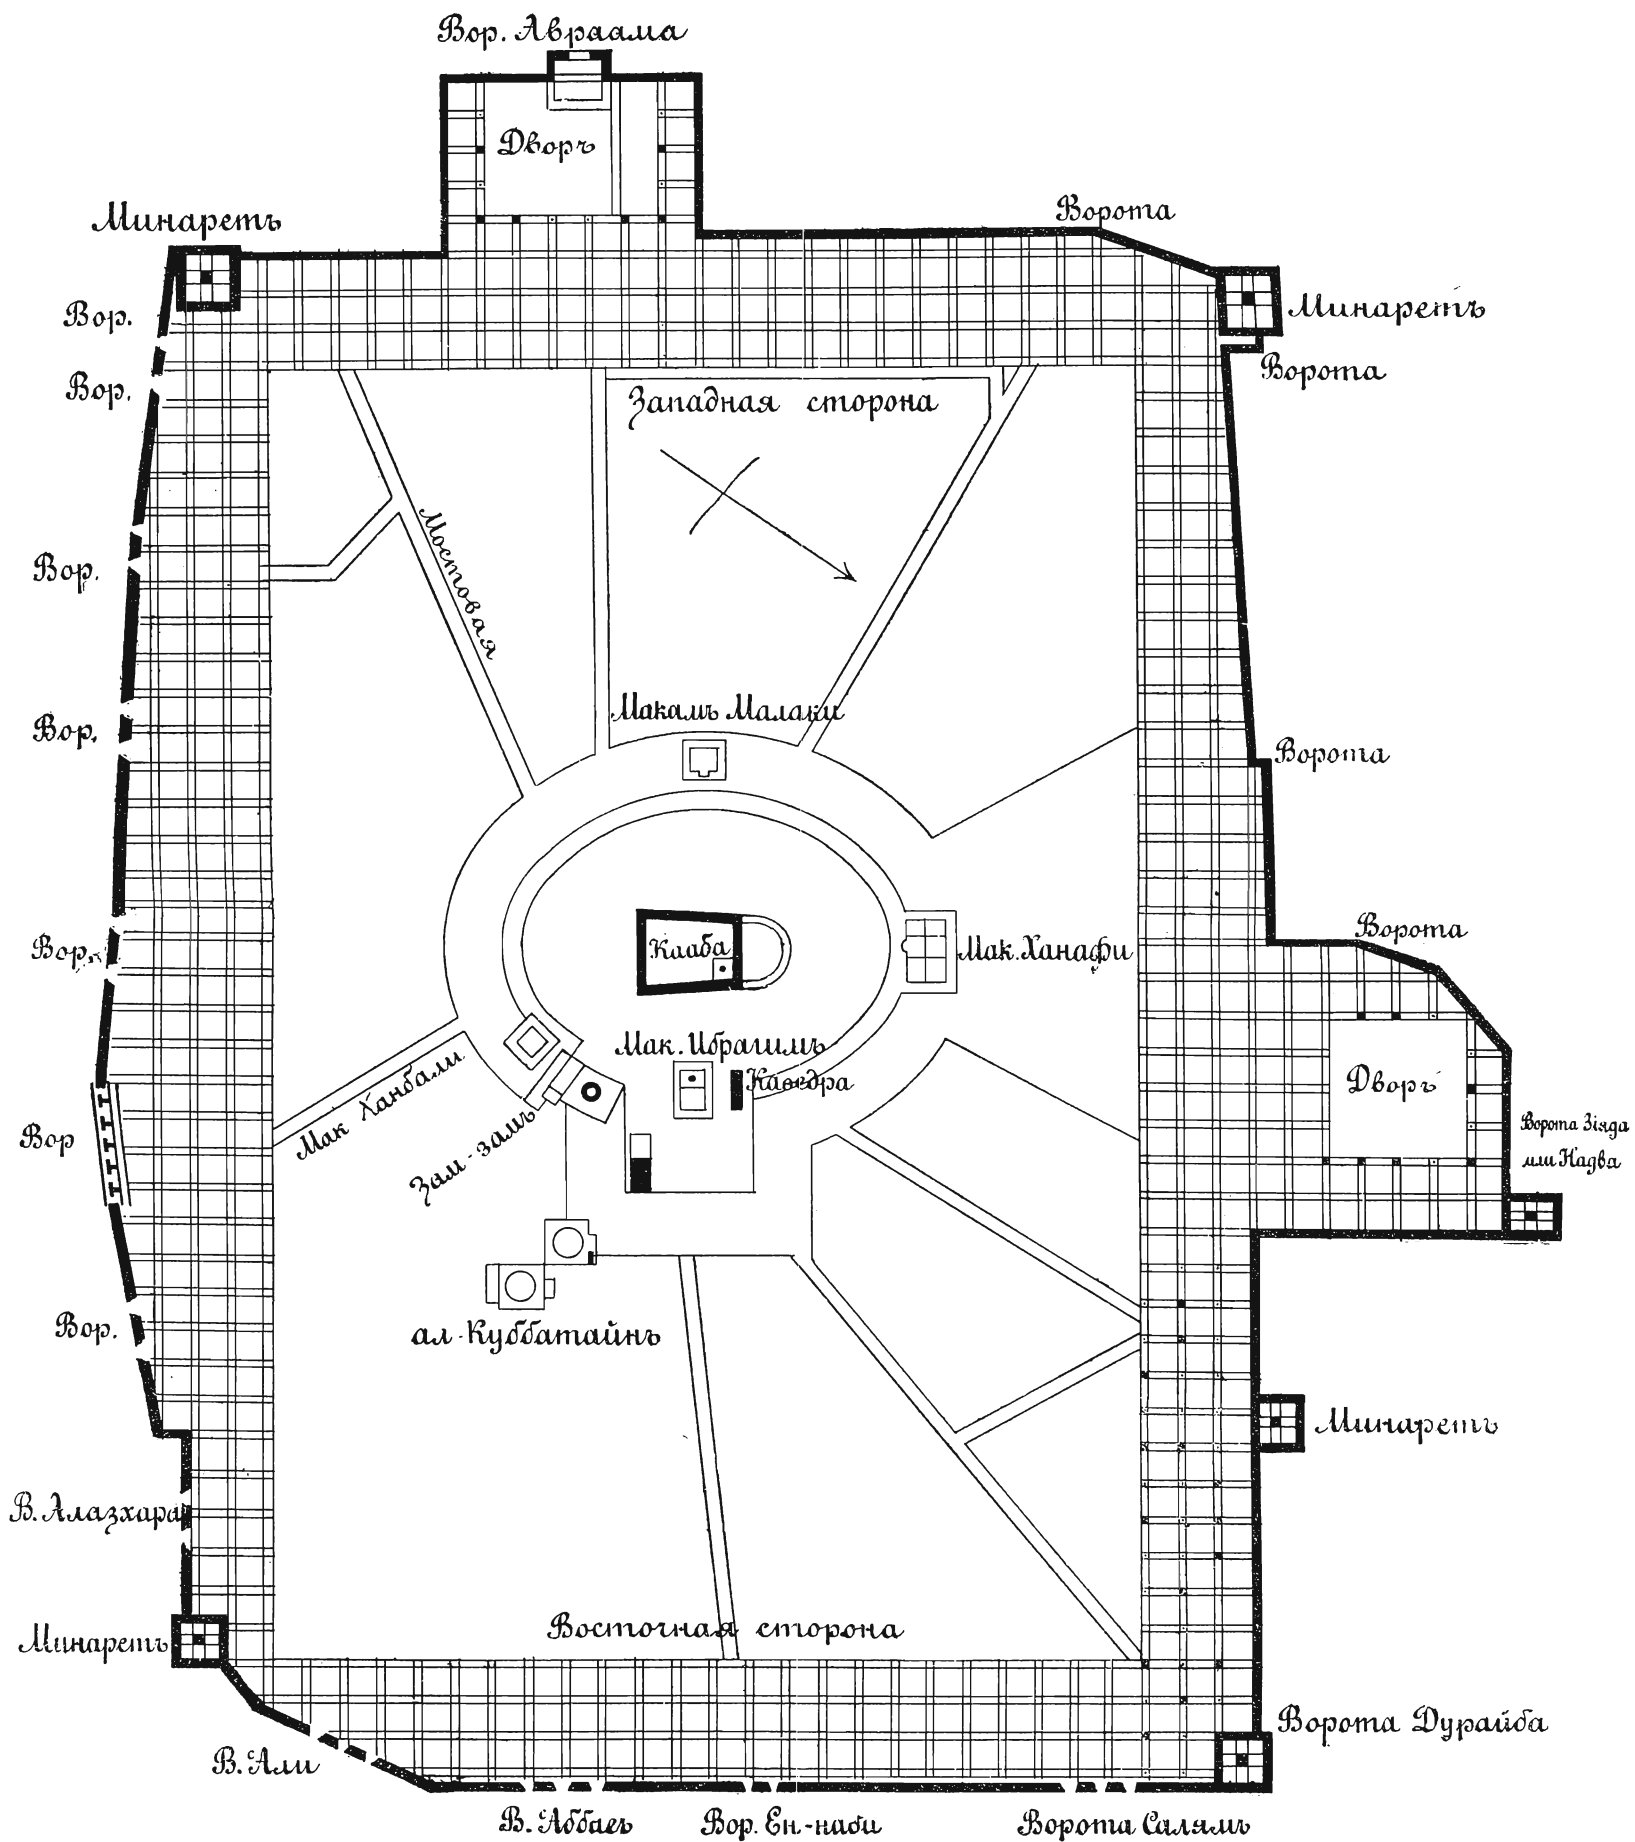 Вор. Авраама
Дворъ
Минаретъ
Ворота
Вор.
Минаретъ
Вор.
Ворота
Западная сторона
Мостовая
Вор.
Макамъ Малаки
Вор.
Ворота
Ворота
Вор.
Кааба
Мак. Ханафи
Мак. Ибрагимъ
Каѳедра
Дворъ
Мак Ханбали
Зам-замъ
Вор
Ворота Зіяда
или Надва
Вор.
ал-Куббатайнъ
Минаретъ
В. Алазхара
Минаретъ
Восточная сторона
Ворота Дурайба
В. Али
В. Аббасъ
Вор. Ен-наби
Ворота Салямъ